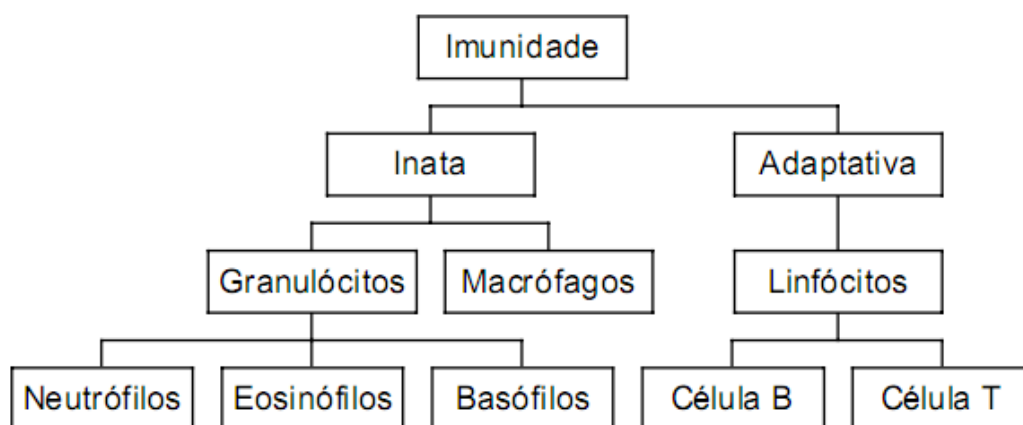 Imunidade
Inata
Adaptativa
Granulócitos
Macrófagos
Linfócitos
Neutrófilos
Eosinófilos
Basófilos
Célula B
Célula T